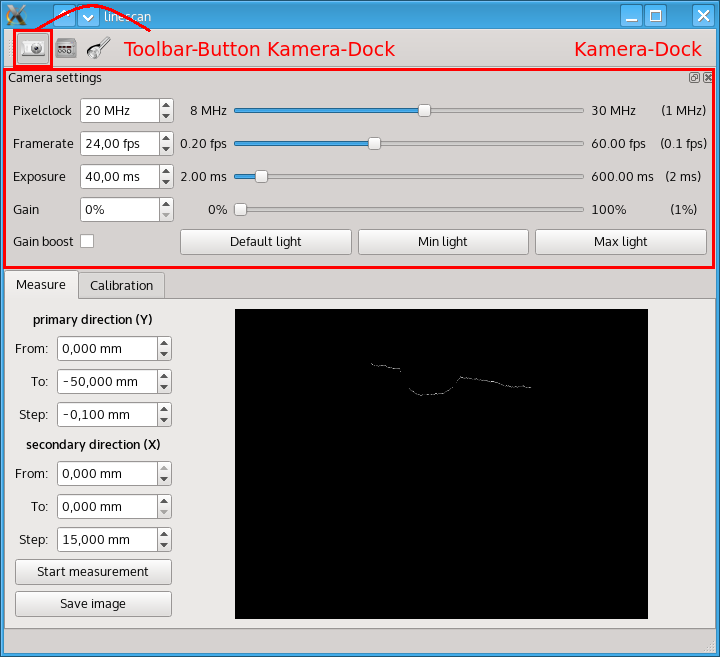 linescan
Toolbar-Button Kamera-Dock Kamera-Dock
Camera settings
Pixelclock 20 MHz 8 MHz 30 MHz (1 MHz)
Framerate 24,00 fps 0.20 fps 60.00 fps (0.1 fps)
Exposure 40,00 ms 2.00 ms 600.00 ms (2 ms)
Gain 0% 0% 100% (1%)
Gain boost Default light Min light Max light
Measure Calibration
primary direction (Y)
From: 0,000 mm
To: -50,000 mm
Step: -0,100 mm
secondary direction (X)
From: 0,000 mm
To: 0,000 mm
Step: 15,000 mm
Start measurement
Save image